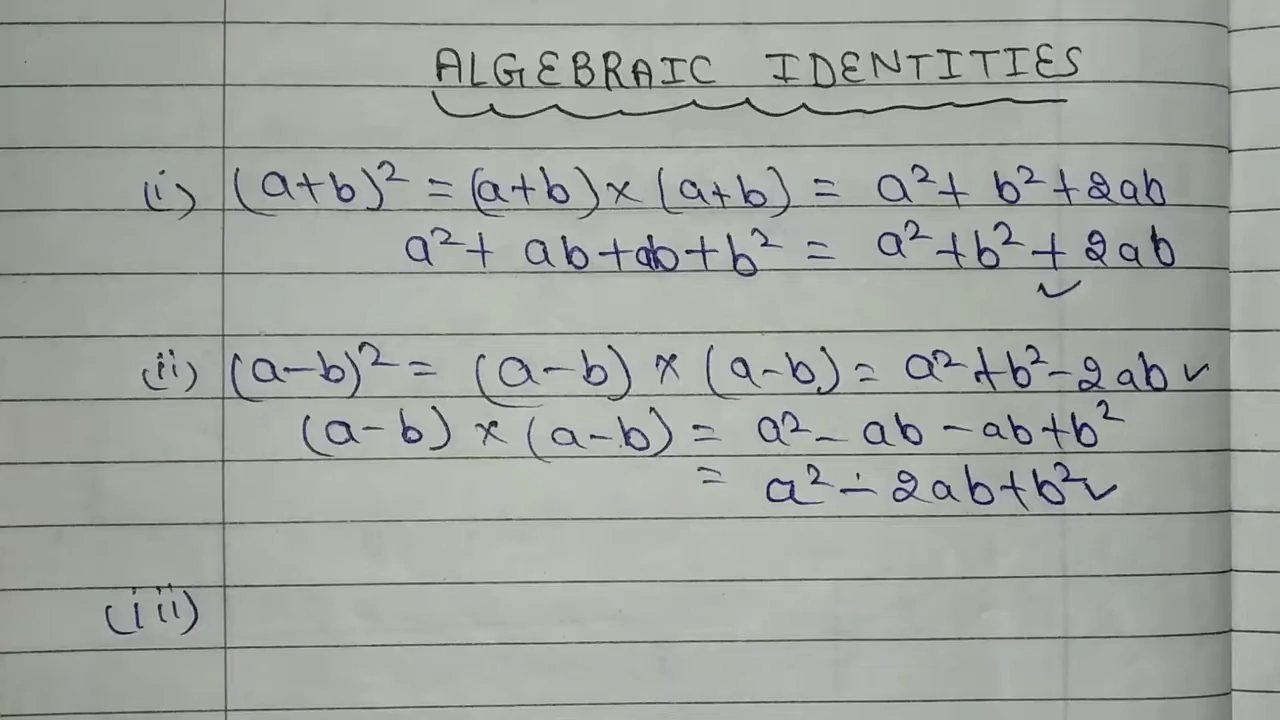 ALGEBRAIC IDENTITIES
(i) (a+b)² = (a+b) × (a+b) = a² + b² + 2ab
a² + ab + ab + b² = a² + b² + 2ab
(ii) (a-b)² = (a-b) × (a-b) = a² + b² - 2ab
(a-b) × (a-b) = a² - ab - ab + b²
= a² - 2ab + b²
(iii)